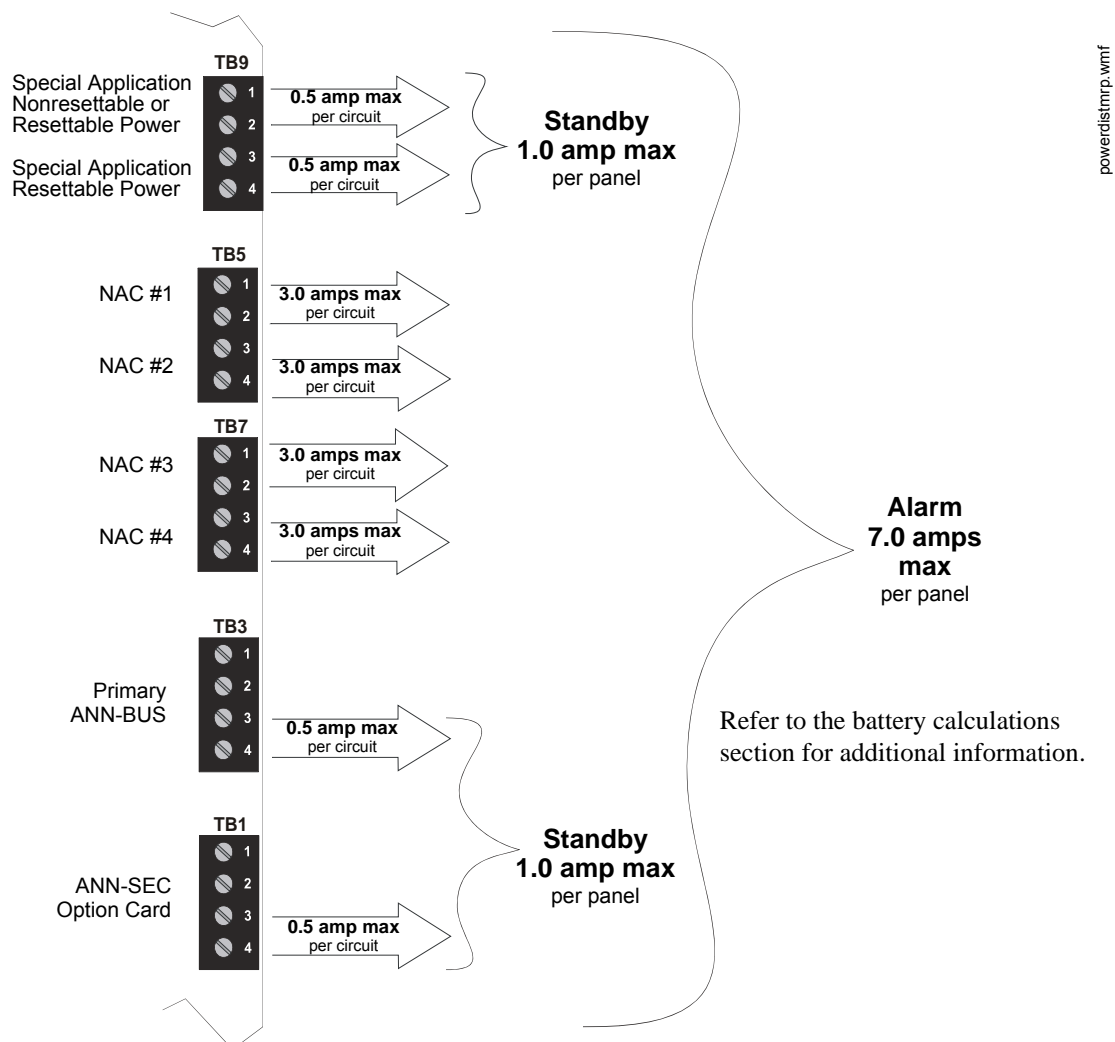 powerdistmrp.wmf
TB9
Special Application
Nonresettable or
Resettable Power
1
2
0.5 amp max
per circuit
Special Application
Resettable Power
3
4
0.5 amp max
per circuit
Standby
1.0 amp max
per panel
TB5
NAC #1
1
2
3.0 amps max
per circuit
NAC #2
3
4
3.0 amps max
per circuit
TB7
NAC #3
1
2
3.0 amps max
per circuit
NAC #4
3
4
3.0 amps max
per circuit
Alarm
7.0 amps
max
per panel
TB3
Primary
ANN-BUS
1
2
3
4
0.5 amp max
per circuit
Refer to the battery calculations
section for additional information.
TB1
ANN-SEC
Option Card
1
2
3
4
0.5 amp max
per circuit
Standby
1.0 amp max
per panel